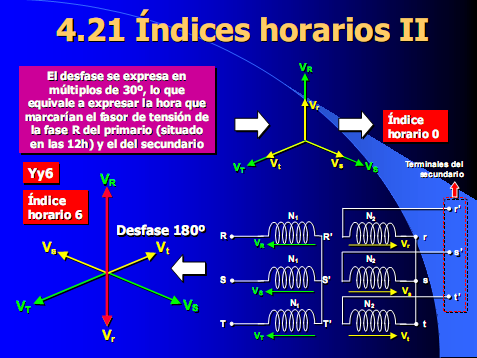 4.21 Índices horarios II
El desfase se expresa en
múltiplos de 30º, lo que
equivale a expresar la hora que
marcarían el fasor de tensión de
la fase R del primario (situado
en las 12h) y el del secundario
VR
Vr
VT
Vt
Vs
VS
Índice
horario 0
Yy6
Índice
horario 6
VR
Desfase 180º
Vs
Vt
VT
VS
Vr
Terminales del
secundario
R
N1
R'
VR
N2
Vr
r
r'
S
N1
S'
VS
N2
Vs
s
s'
T
N1
T'
VT
N2
Vt
t
t'